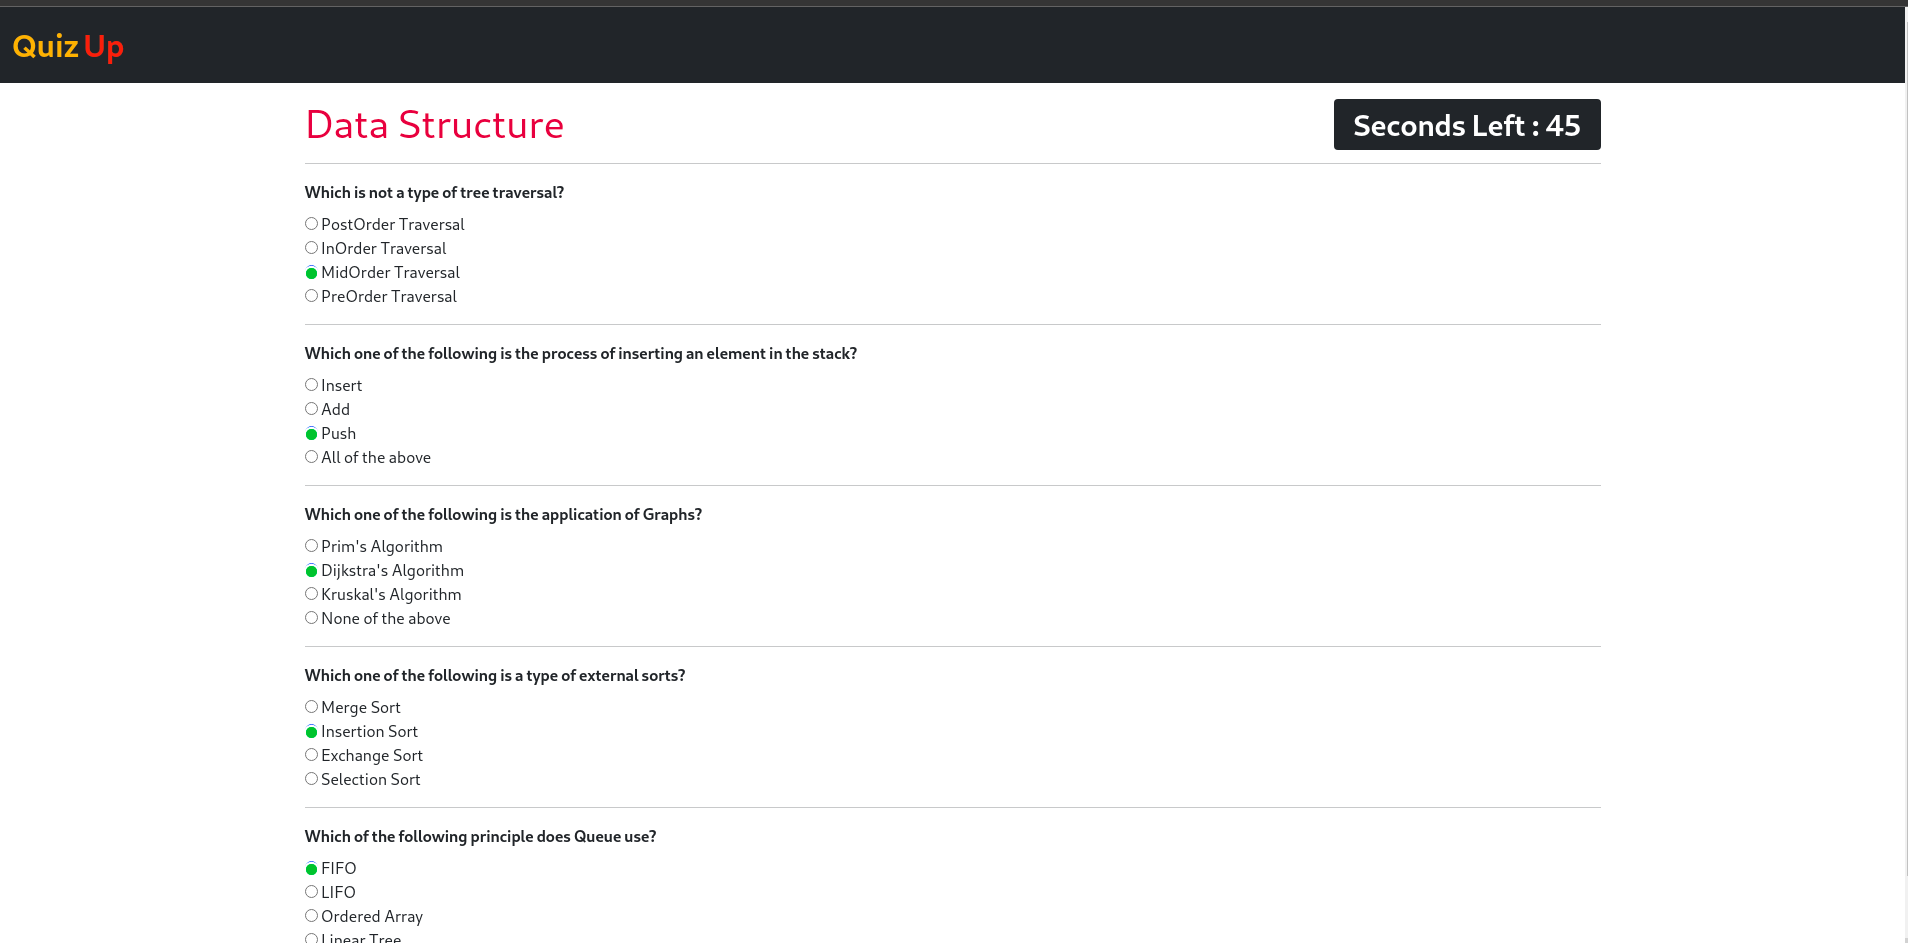 Quiz Up
Data Structure
Seconds Left : 45
Which is not a type of tree traversal?
PostOrder Traversal
InOrder Traversal
MidOrder Traversal
PreOrder Traversal
Which one of the following is the process of inserting an element in the stack?
Insert
Add
Push
All of the above
Which one of the following is the application of Graphs?
Prim's Algorithm
Dijkstra's Algorithm
Kruskal's Algorithm
None of the above
Which one of the following is a type of external sorts?
Merge Sort
Insertion Sort
Exchange Sort
Selection Sort
Which of the following principle does Queue use?
FIFO
LIFO
Ordered Array
Linear Tree